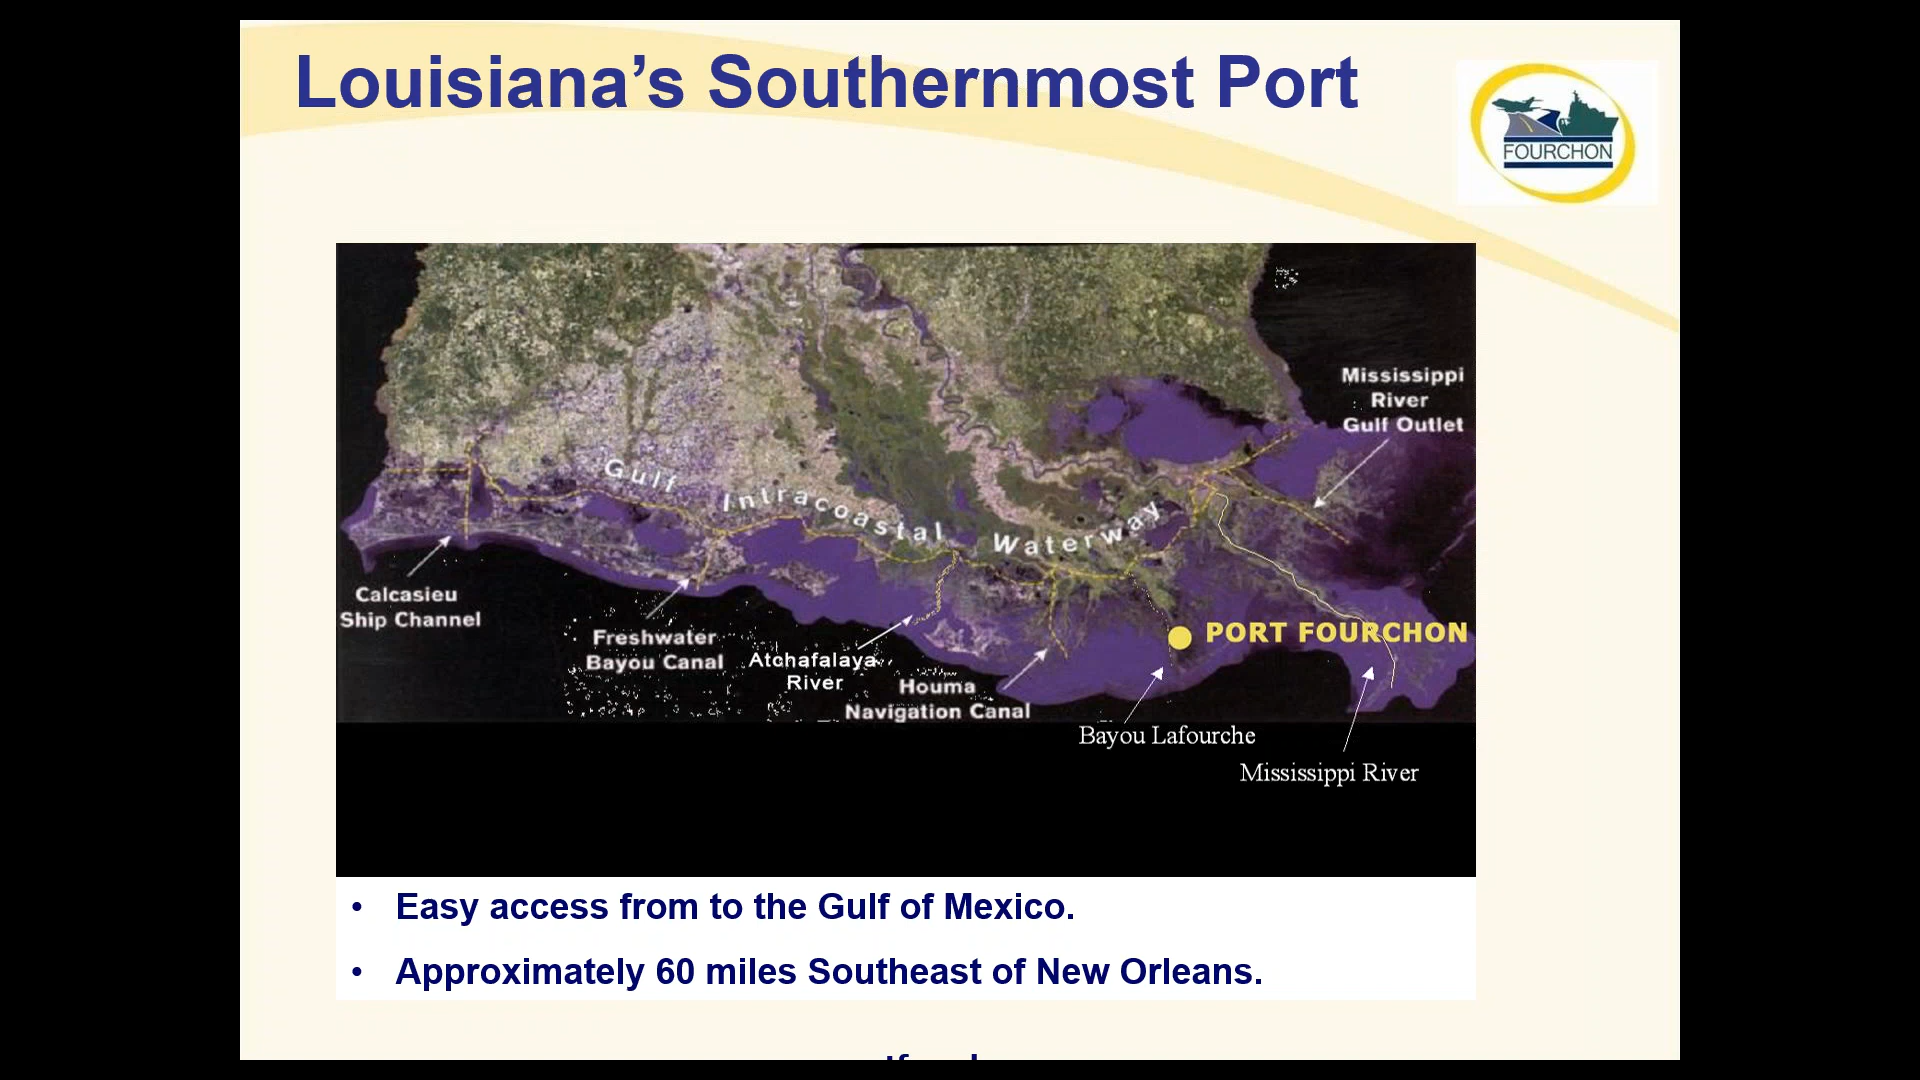 Louisiana’s Southernmost Port
FOURCHON
Mississippi
River
Gulf Outlet
Gulf Intracoastal Waterway
Calcasieu
Ship Channel
Freshwater
Bayou Canal
Atchafalaya
River
Houma
Navigation Canal
PORT FOURCHON
Bayou Lafourche
Mississippi River
• Easy access from to the Gulf of Mexico.
• Approximately 60 miles Southeast of New Orleans.